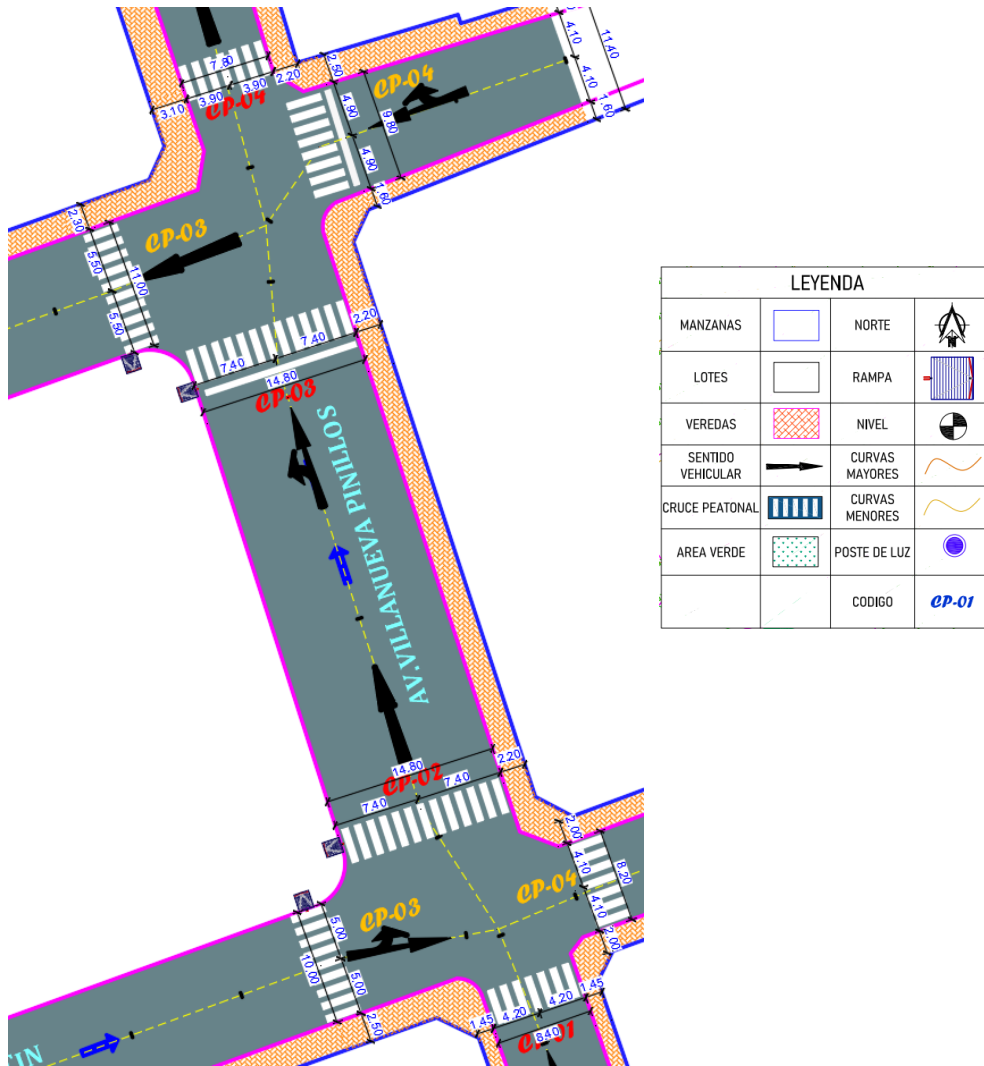 4.10
11.40
4.10
1.60
7.80
2.20
3.90
3.90
3.10
CP-04
2.50
CP-04
4.90
9.80
4.90
1.60
2.30
CP-03
5.50
11.00
5.50
2.20
7.40
7.40
14.80
CP-03
AV.VILLANUEVA PINILLOS
14.80
2.20
CP-02
7.40
7.40
2.00
4.10
8.20
CP-04
4.10
2.00
CP-03
5.00
10.00
5.00
2.50
1.45
4.20
4.20
1.45
8.40
CP-01
LEYENDA
MANZANAS
NORTE
N
LOTES
RAMPA
VEREDAS
NIVEL
SENTIDO
VEHICULAR
CURVAS
MAYORES
CRUCE PEATONAL
CURVAS
MENORES
AREA VERDE
POSTE DE LUZ
CODIGO
CP-01